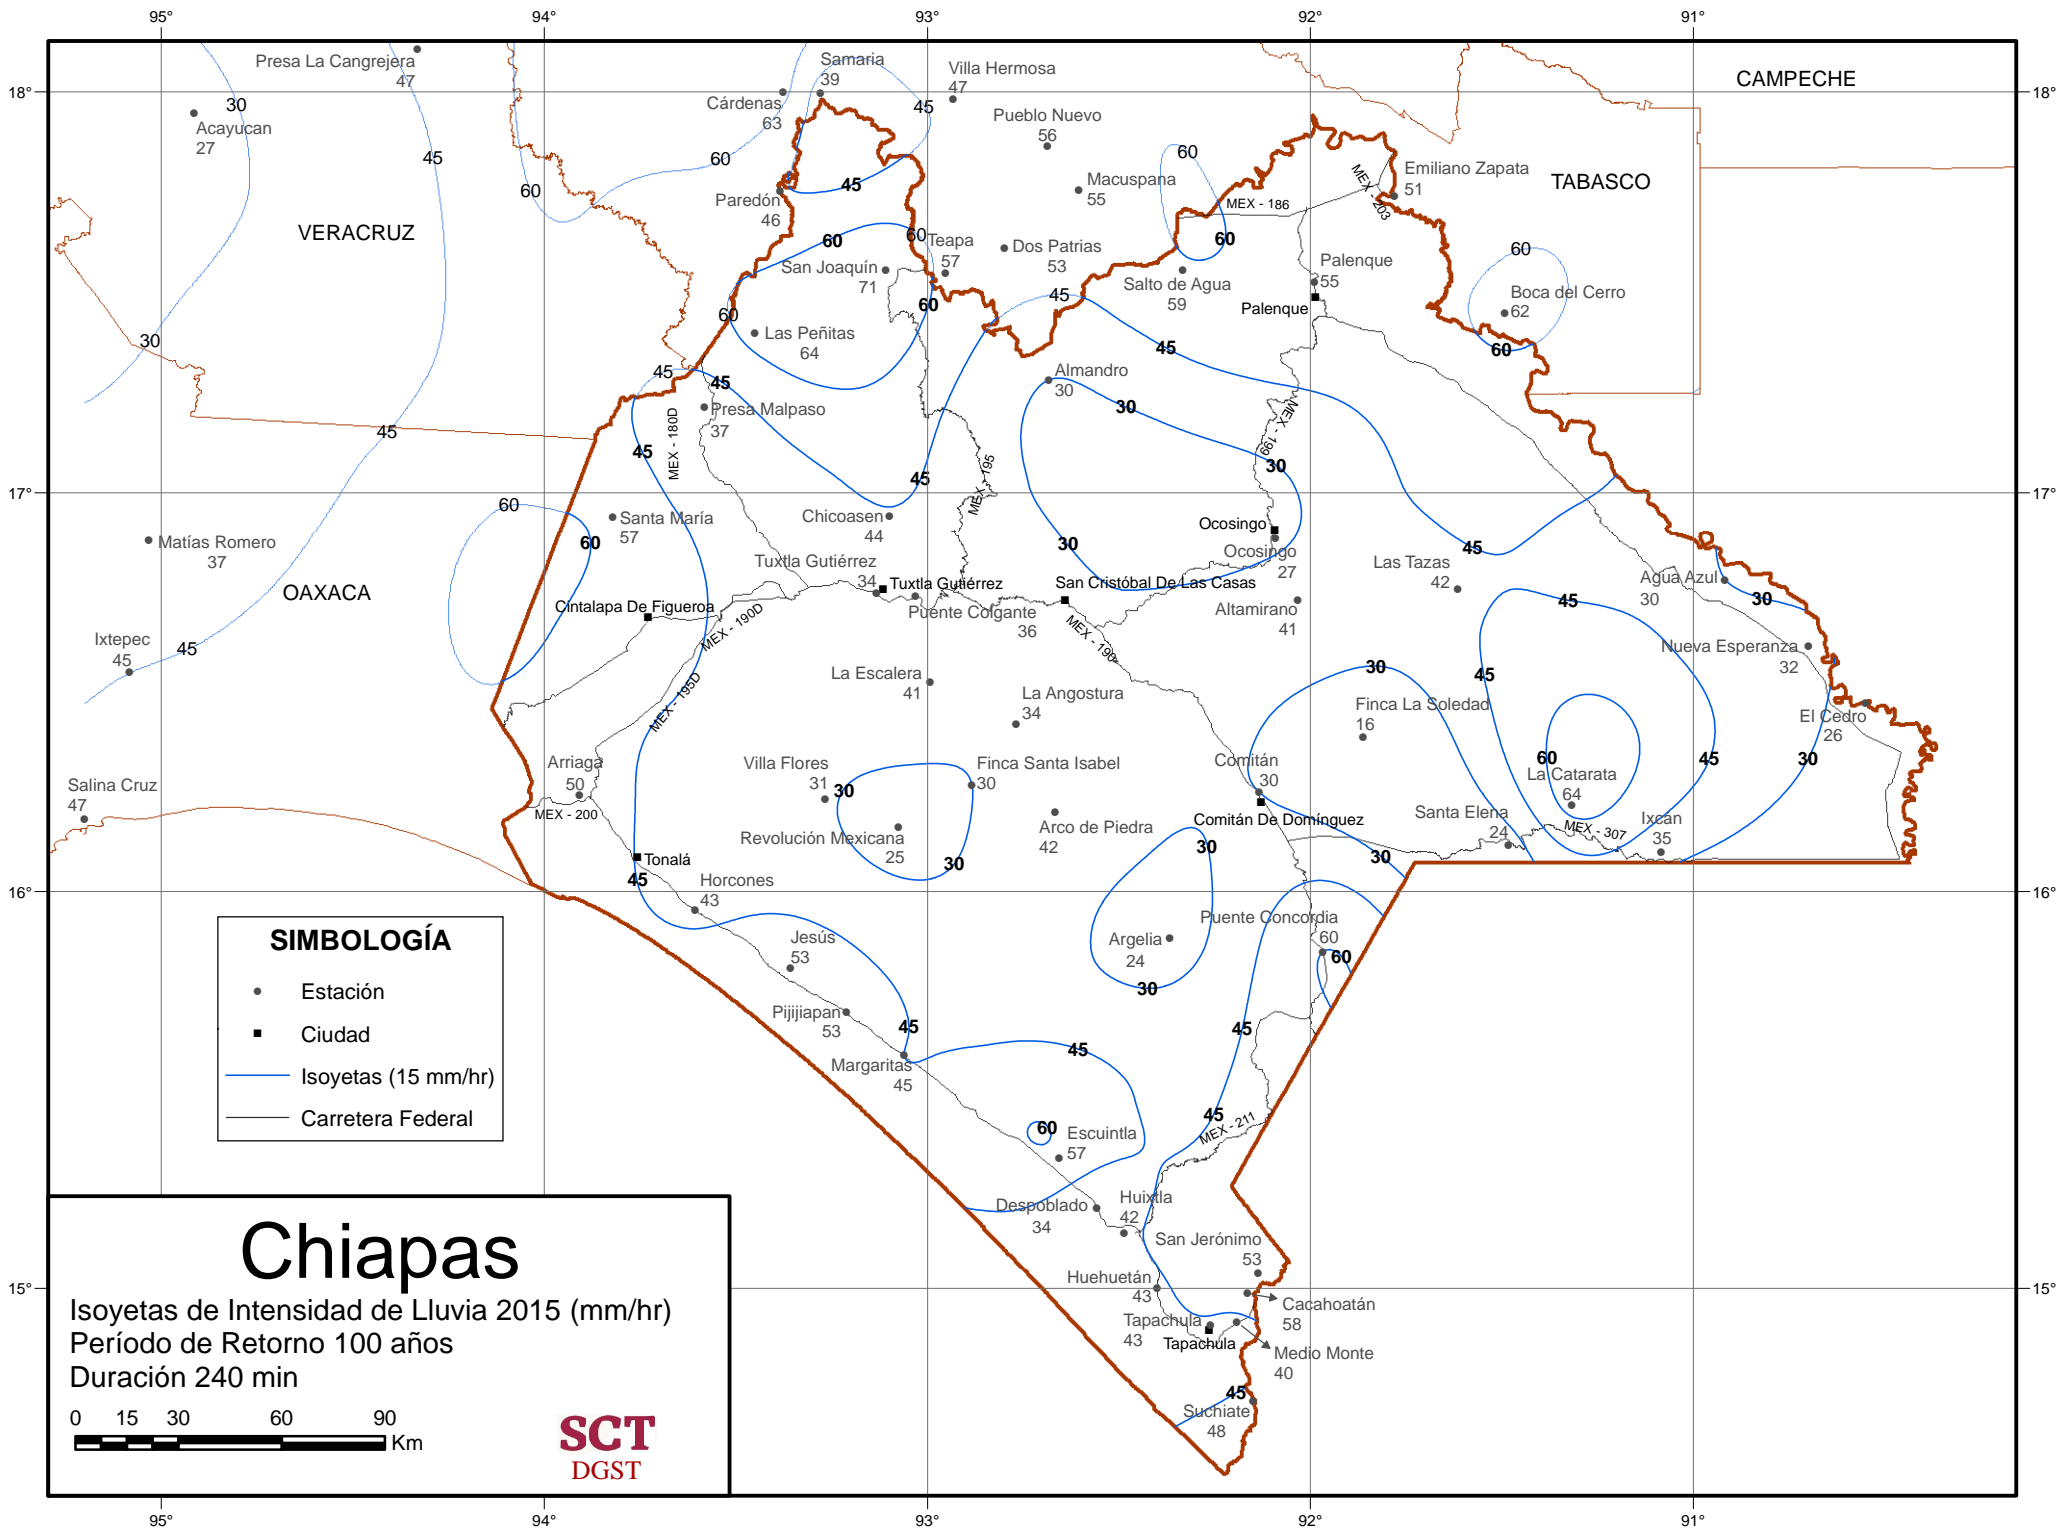 95° 94° 93° 92° 91°
Presa La Cangrejera
47
Samaria
39
Villa Hermosa
47
CAMPECHE
18° 18°
30
Acayucan
27
Cárdenas
63
45
Pueblo Nuevo
56
45
60
60
60
Emiliano Zapata
51
TABASCO
MEX - 203
Macuspana
55
45
60
Paredón
46
MEX - 186
VERACRUZ
60
60
Teapa
57
Dos Patrias
53
60
60
San Joaquín
71
Salto de Agua
59
Palenque
55
Palenque
Boca del Cerro
62
45
60
60
Las Peñitas
64
30
45
60
45
45
Almandro
30
30
Presa Malpaso
37
MEX - 180D
MEX - 199
45
45
30
MEX - 195
45
17° 17°
60
Santa María
57
Chicoasen
44
Ocosingo
Ocosingo
27
60
30
45
Matías Romero
37
Tuxtla Gutiérrez
34
Tuxtla Gutiérrez
San Cristóbal De Las Casas
Las Tazas
42
Agua Azul
30
30
OAXACA
Cintalapa De Figueroa
MEX - 190D
Puente Colgante
36
Altamirano
41
45
MEX - 190
Ixtepec
45
45
Nueva Esperanza
32
La Escalera
41
30
45
MEX - 195D
La Angostura
34
Finca La Soledad
16
El Cedro
26
Arriaga
50
Villa Flores
31
30
Finca Santa Isabel
30
Comitán
30
60
45
30
La Catarata
64
Salina Cruz
47
MEX - 200
Comitán De Domínguez
Santa Elena
24
MEX - 307
Ixcán
35
Revolución Mexicana
25
Arco de Piedra
42
30
30
30
Tonalá
45
16° 16°
Horcones
43
SIMBOLOGÍA
Estación
Ciudad
Isoyetas (15 mm/hr)
Carretera Federal
Jesús
53
Puente Concordia
60
60
Argelia
24
30
Pijijiapan
53
45
45
45
Margaritas
45
60
Escuintla
57
45
MEX - 211
Despoblado
34
Huixtla
42
San Jerónimo
53
15° 15°
Huehuetán
43
Cacahoatán
58
Tapachula
43
Tapachula
Medio Monte
40
45
Suchiate
48
Chiapas
Isoyetas de Intensidad de Lluvia 2015 (mm/hr)
Período de Retorno 100 años
Duración 240 min
0 15 30 60 90
Km
SCT
DGST
95° 94° 93° 92° 91°